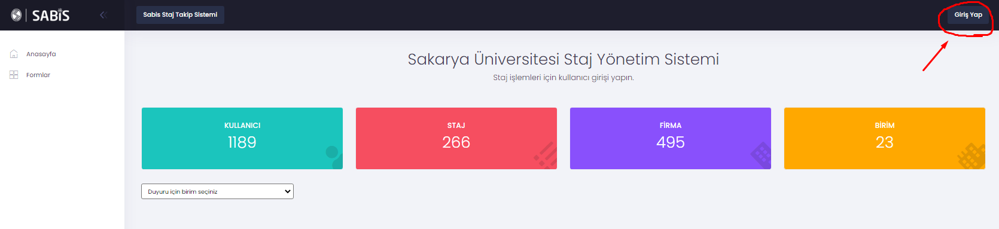 SABİS
Sabis Staj Takip Sistemi
Giriş Yap
Anasayfa
Formlar
Sakarya Üniversitesi Staj Yönetim Sistemi
Staj işlemleri için kullanıcı girişi yapın.
KULLANICI
1189
STAJ
266
FİRMA
495
BİRİM
23
Duyuru için birim seçiniz